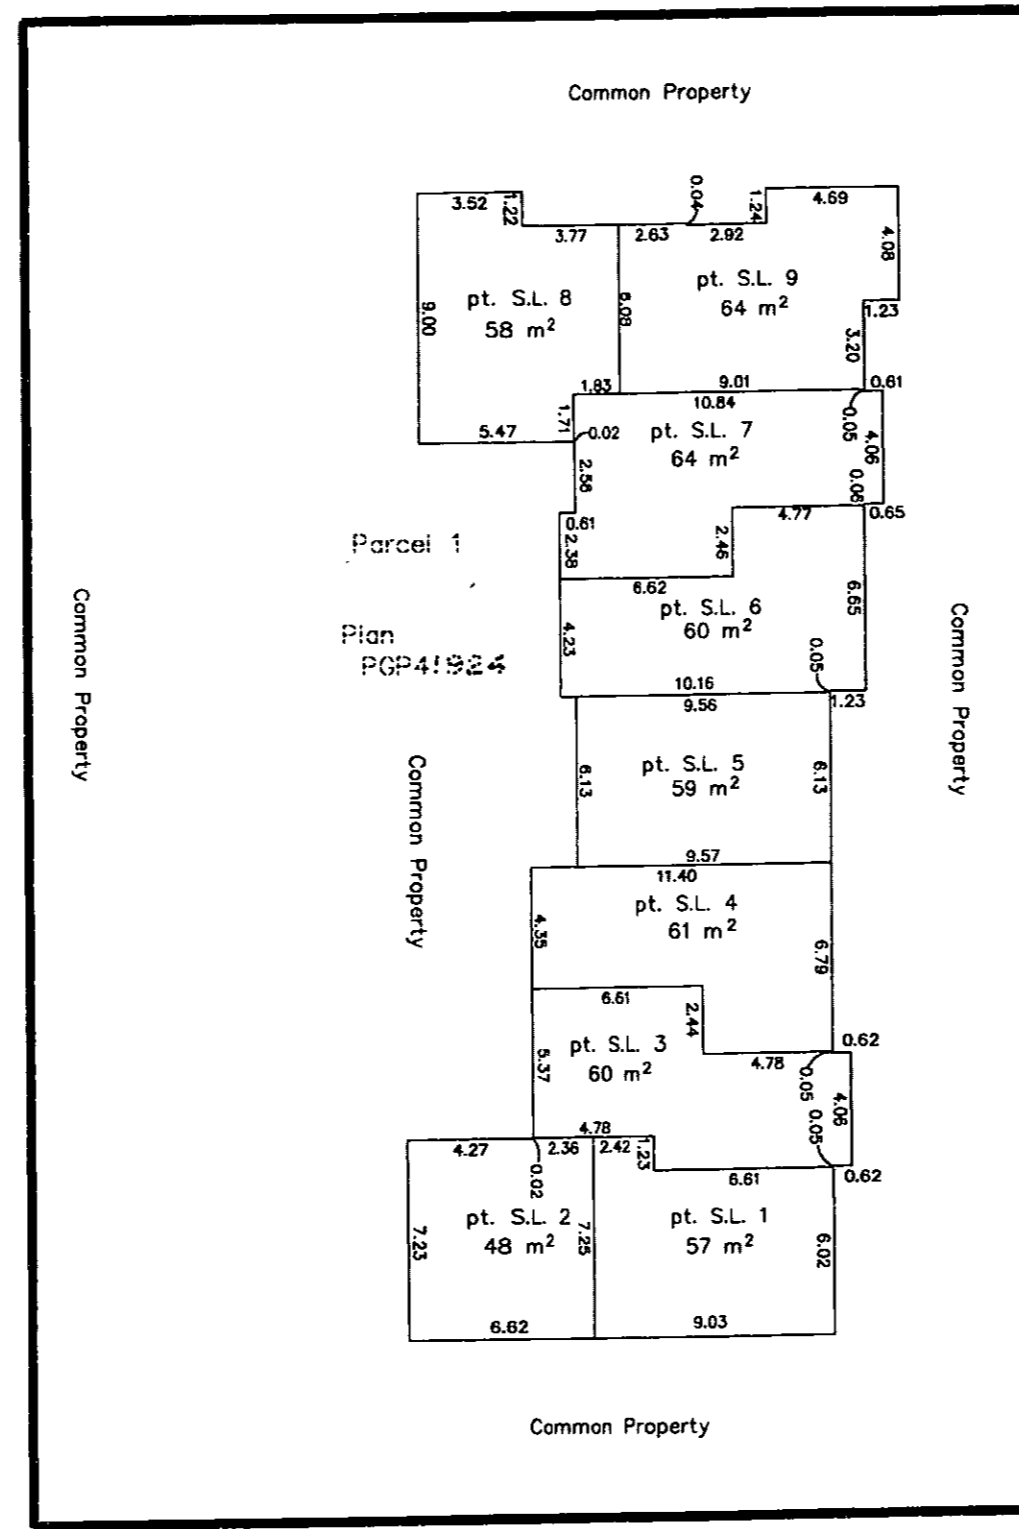 Common Property
3.52
1.22
3.77
2.63
0.04
2.92
1.24
4.69
4.08
9.00
pt. S.L. 8
58 m²
6.08
pt. S.L. 9
64 m²
1.23
3.20
1.83
9.01
0.61
10.84
0.05
1.71
5.47
0.02
pt. S.L. 7
64 m²
4.06
0.06
2.58
4.77
0.65
0.61
2.46
2.38
Parcel 1
6.62
pt. S.L. 6
60 m²
6.65
Plan
PGP41924
4.23
0.05
10.16
1.23
9.56
Common Property
Common Property
pt. S.L. 5
59 m²
6.13
6.13
Common Property
9.57
11.40
pt. S.L. 4
61 m²
4.35
6.79
6.61
2.44
pt. S.L. 3
60 m²
5.37
4.78
0.62
0.05
4.06
0.05
4.78
4.27
2.36
2.42
1.23
0.02
6.61
0.62
pt. S.L. 2
48 m²
7.23
7.25
pt. S.L. 1
57 m²
6.02
6.62
9.03
Common Property